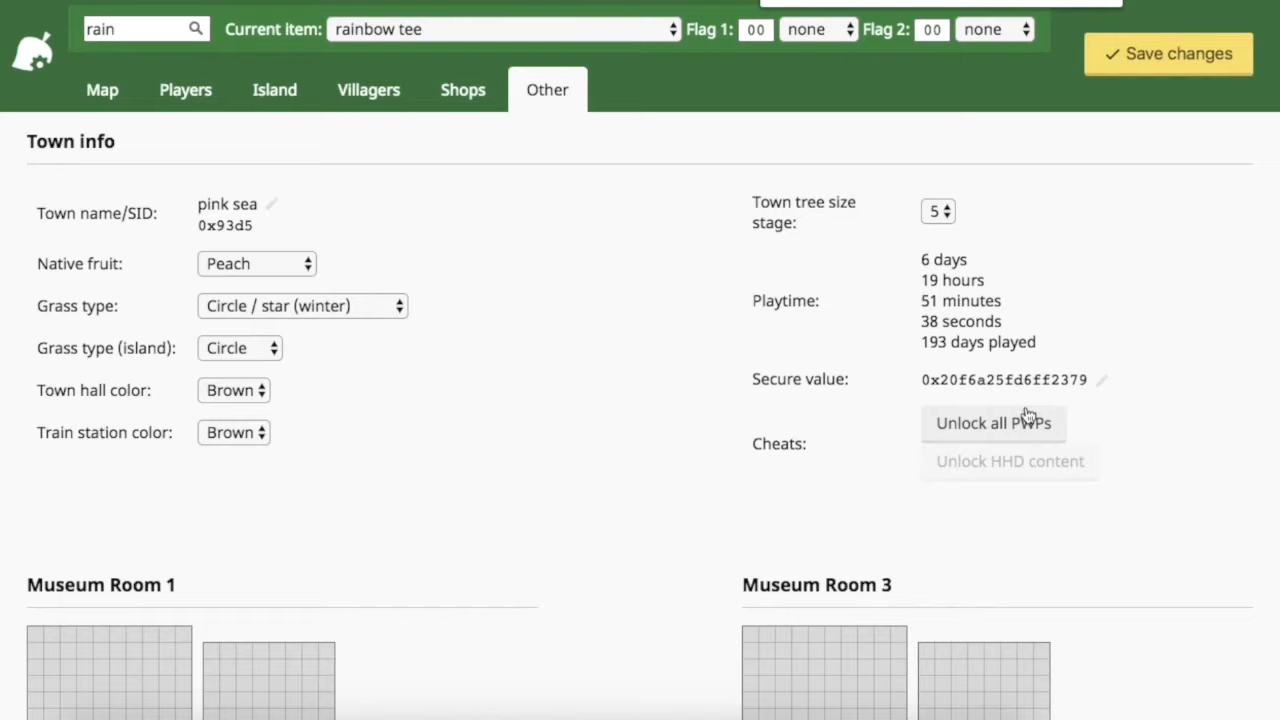 rain Current item: rainbow tee Flag 1: 00 none Flag 2: 00 none
✓ Save changes
Map Players Island Villagers Shops Other
Town info
Town name/SID: pink sea
0x93d5
Native fruit: Peach
Grass type: Circle / star (winter)
Grass type (island): Circle
Town hall color: Brown
Train station color: Brown
Town tree size
stage: 5
Playtime:
6 days
19 hours
51 minutes
38 seconds
193 days played
Secure value: 0x20f6a25fd6ff2379
Cheats:
Unlock all PWPs
Unlock HHD content
Museum Room 1
Museum Room 3